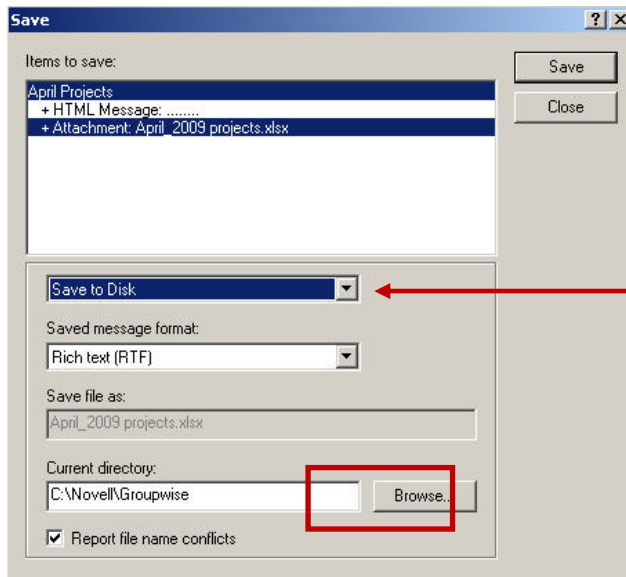 Save
Items to save:
Save
April Projects
+ HTML Message: ........
Close
+ Attachment: April_2009 projects.xlsx
Save to Disk
Saved message format:
Rich text (RTF)
Save file as:
April_2009 projects.xlsx
Current directory:
C:\Novell\Groupwise
Browse..
Report file name conflicts